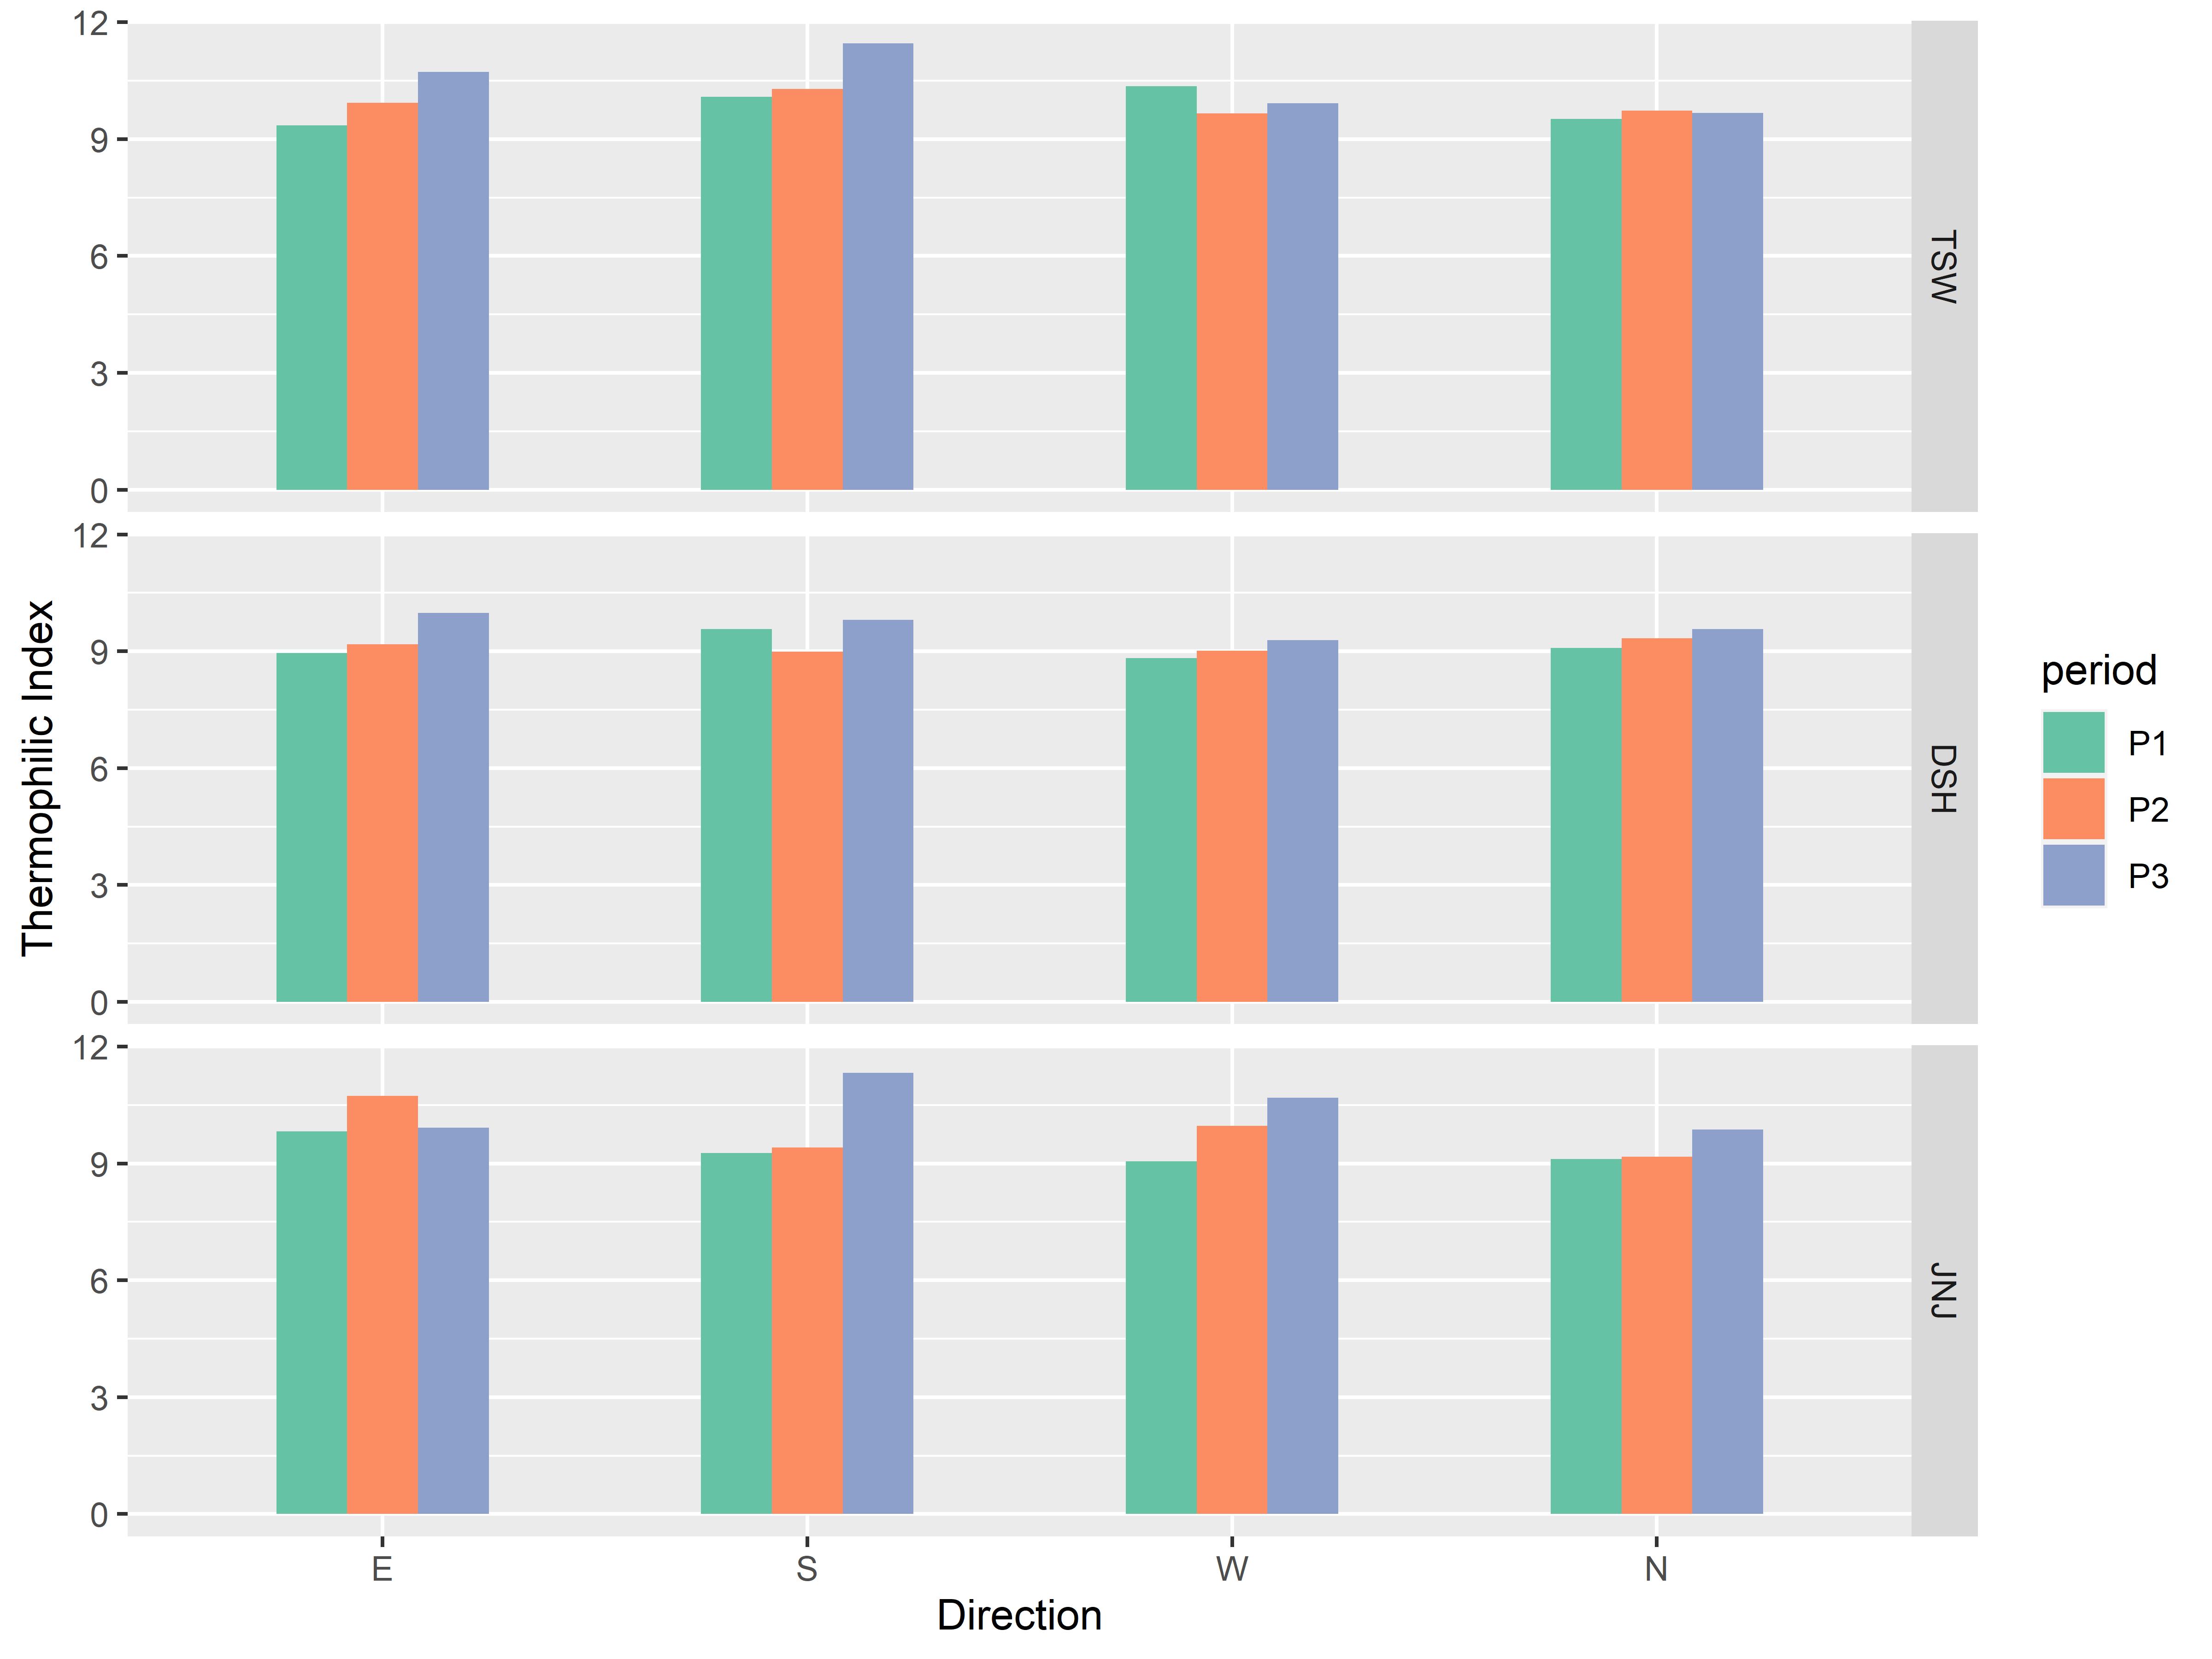 12
9
6
3
0
TSW
12
9
6
3
0
DSH
12
9
6
3
0
JNJ
E S W N
Direction
Thermophilic Index
period
P1
P2
P3